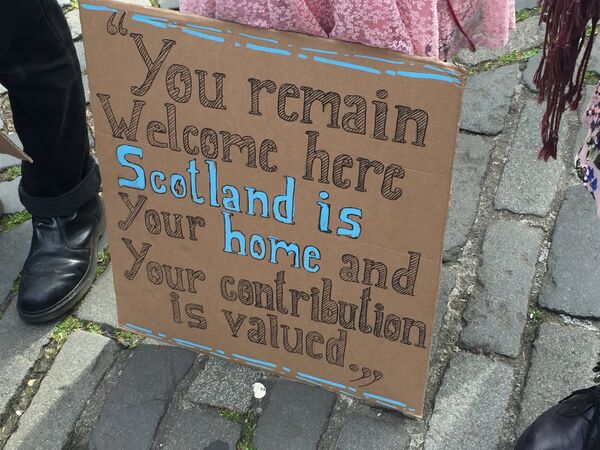 “You remain
Welcome here
Scotland is
Your home and
Your contribution
is valued.”